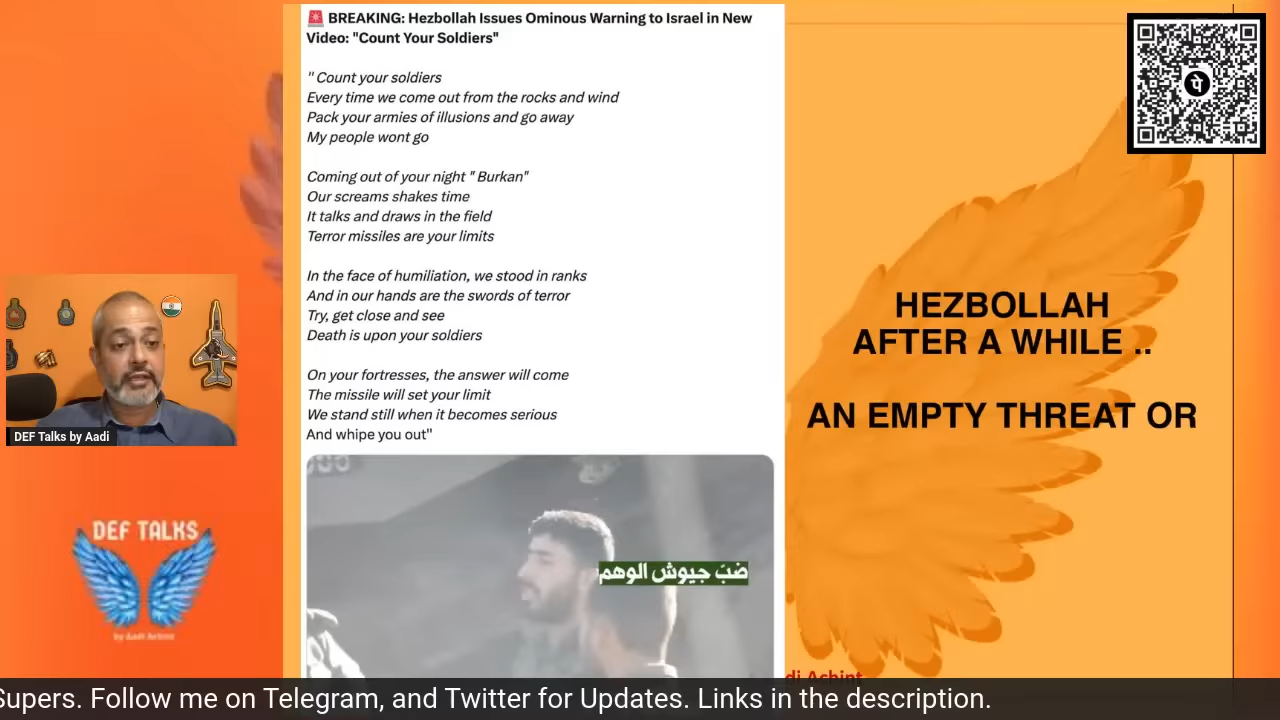 🚨 BREAKING: Hezbollah Issues Ominous Warning to Israel in New
Video: "Count Your Soldiers"
" Count your soldiers
Every time we come out from the rocks and wind
Pack your armies of illusions and go away
My people wont go
Coming out of your night " Burkan"
Our screams shakes time
It talks and draws in the field
Terror missiles are your limits
In the face of humiliation, we stood in ranks
And in our hands are the swords of terror
Try, get close and see
Death is upon your soldiers
On your fortresses, the answer will come
The missile will set your limit
We stand still when it becomes serious
And whipe you out"
ضبّ جيوش الوهم
HEZBOLLAH
AFTER A WHILE ..
AN EMPTY THREAT OR
पे
DEF Talks by Aadi
DEF TALKS
by Aadi Achint
di Achint
Supers. Follow me on Telegram, and Twitter for Updates. Links in the description.